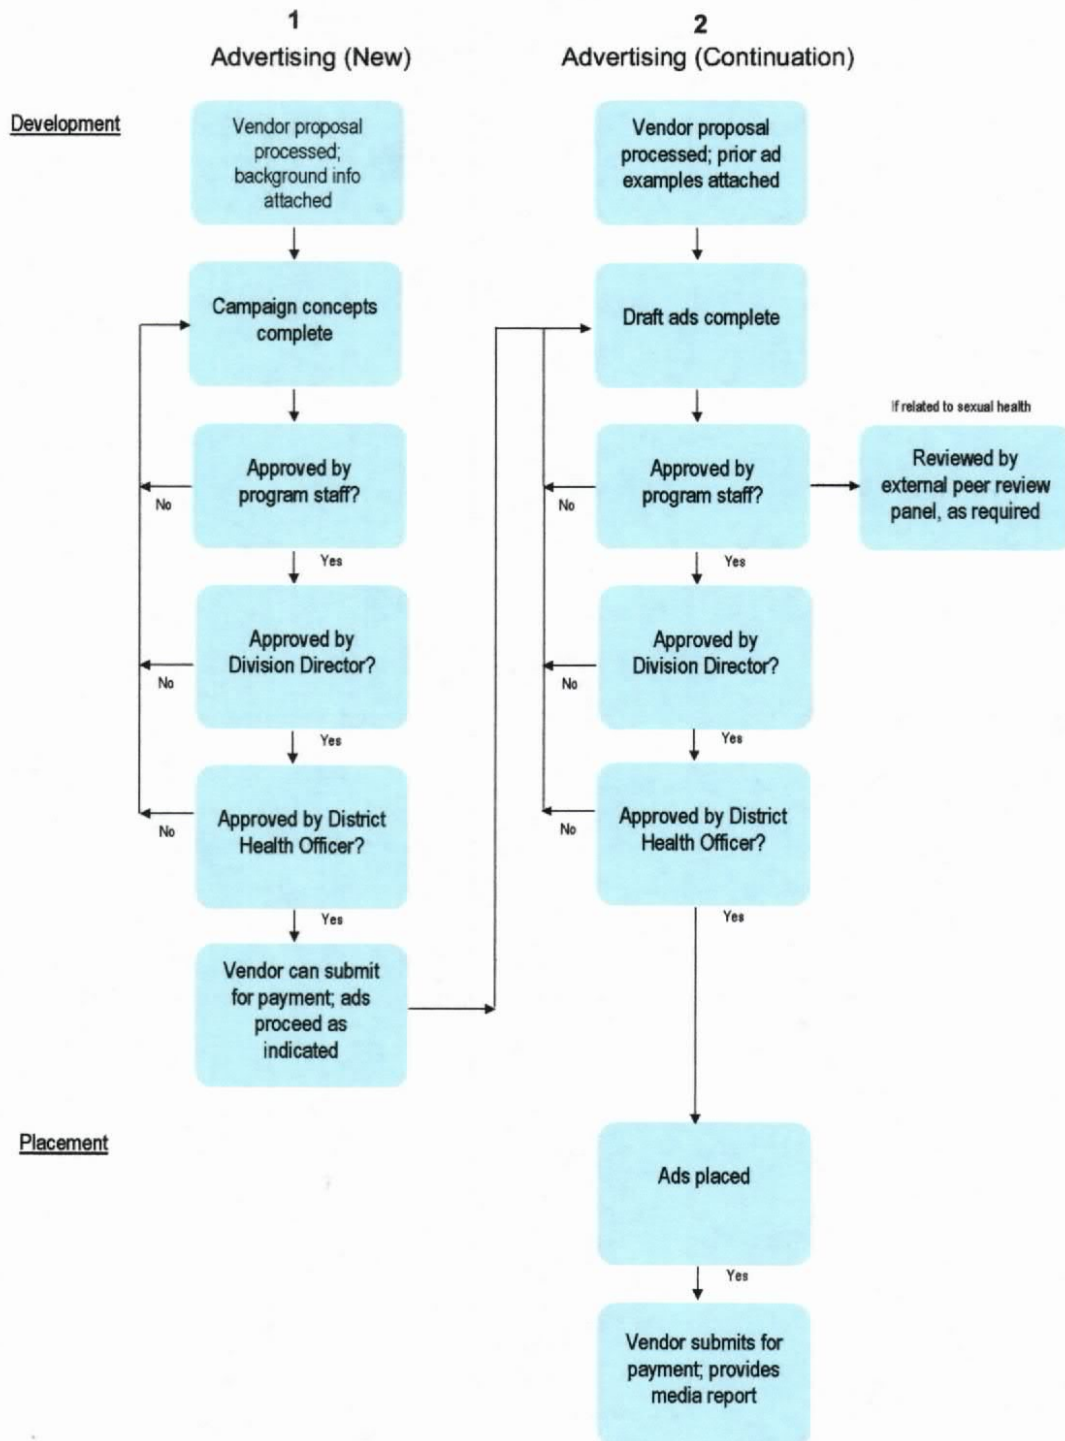 1
Advertising (New)
2
Advertising (Continuation)
Development
Vendor proposal
processed;
background info
attached
Vendor proposal
processed; prior ad
examples attached
Campaign concepts
complete
Draft ads complete
If related to sexual health
Approved by
program staff?
No
Yes
Approved by
program staff?
No
Yes
Reviewed by
external peer review
panel, as required
Approved by
Division Director?
No
Yes
Approved by
Division Director?
No
Yes
Approved by District
Health Officer?
No
Yes
Approved by District
Health Officer?
No
Yes
Vendor can submit
for payment; ads
proceed as
indicated
Placement
Ads placed
Yes
Vendor submits for
payment; provides
media report